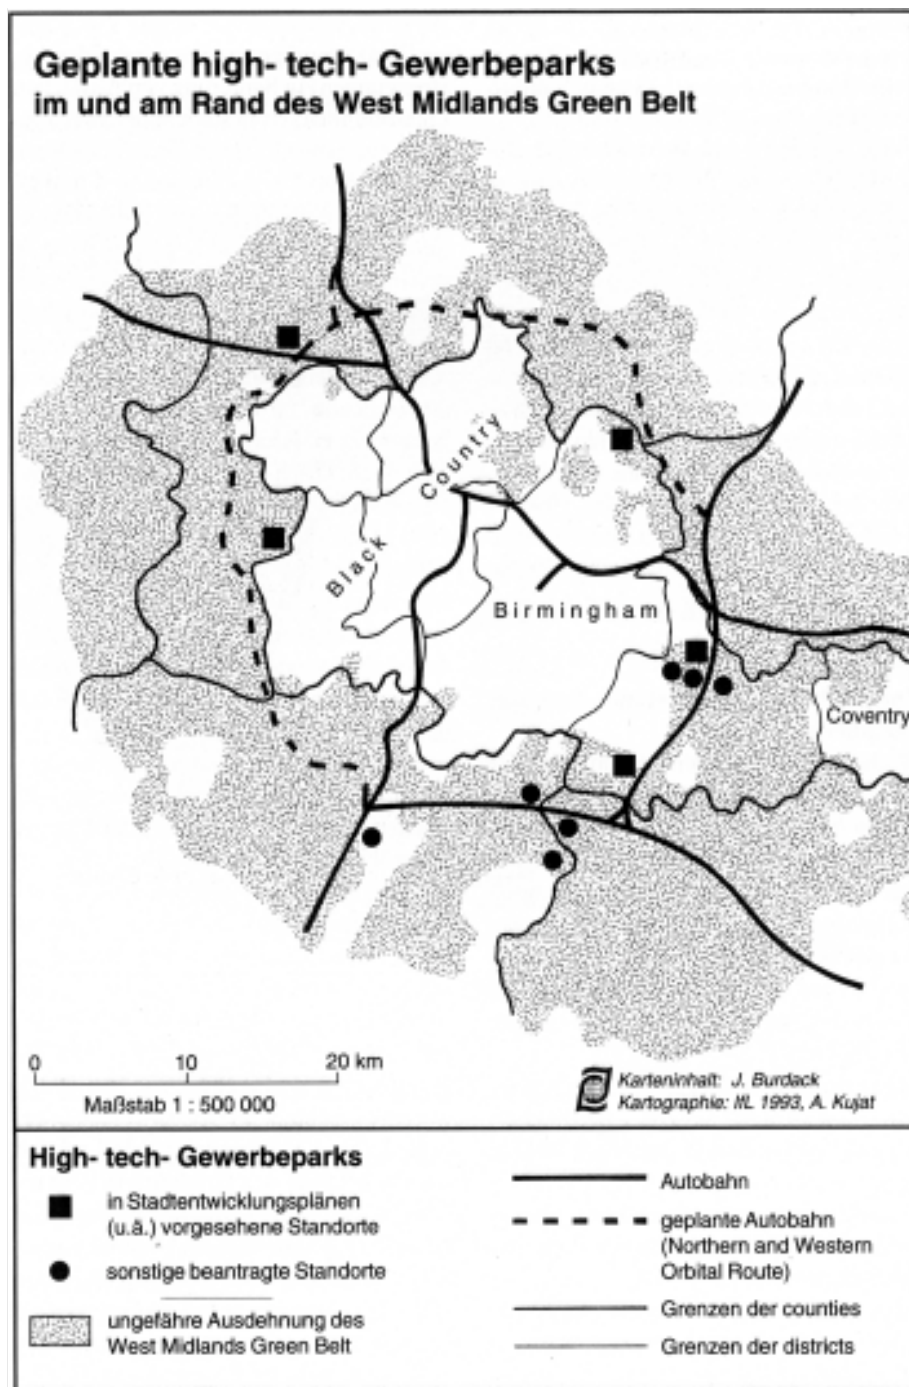 Geplante high- tech- Gewerbeparks
im und am Rand des West Midlands Green Belt
Country
Black
Birmingham
Coventry
0 10 20 km
Maßstab 1 : 500 000
Karteninhalt: J. Burdack
Kartographie: IfL 1993, A. Kujat
High- tech- Gewerbeparks
in Stadtentwicklungsplänen
(u.ä.) vorgesehene Standorte
sonstige beantragte Standorte
ungefähre Ausdehnung des
West Midlands Green Belt
Autobahn
geplante Autobahn
(Northern and Western
Orbital Route)
Grenzen der counties
Grenzen der districts